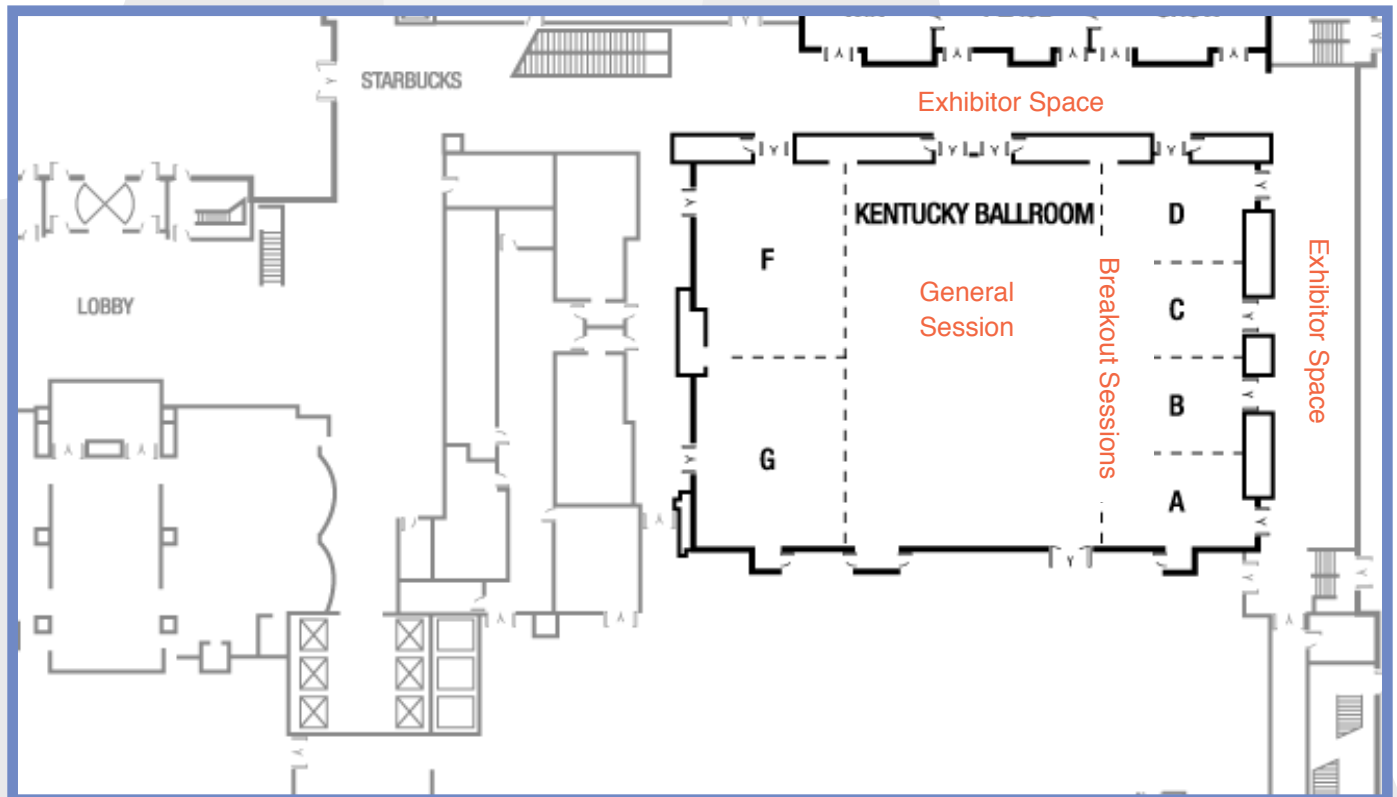 STARBUCKS
Exhibitor Space
KENTUCKY BALLROOM
D
F
General
Session
Breakout Sessions
Exhibitor Space
C
LOBBY
B
G
A